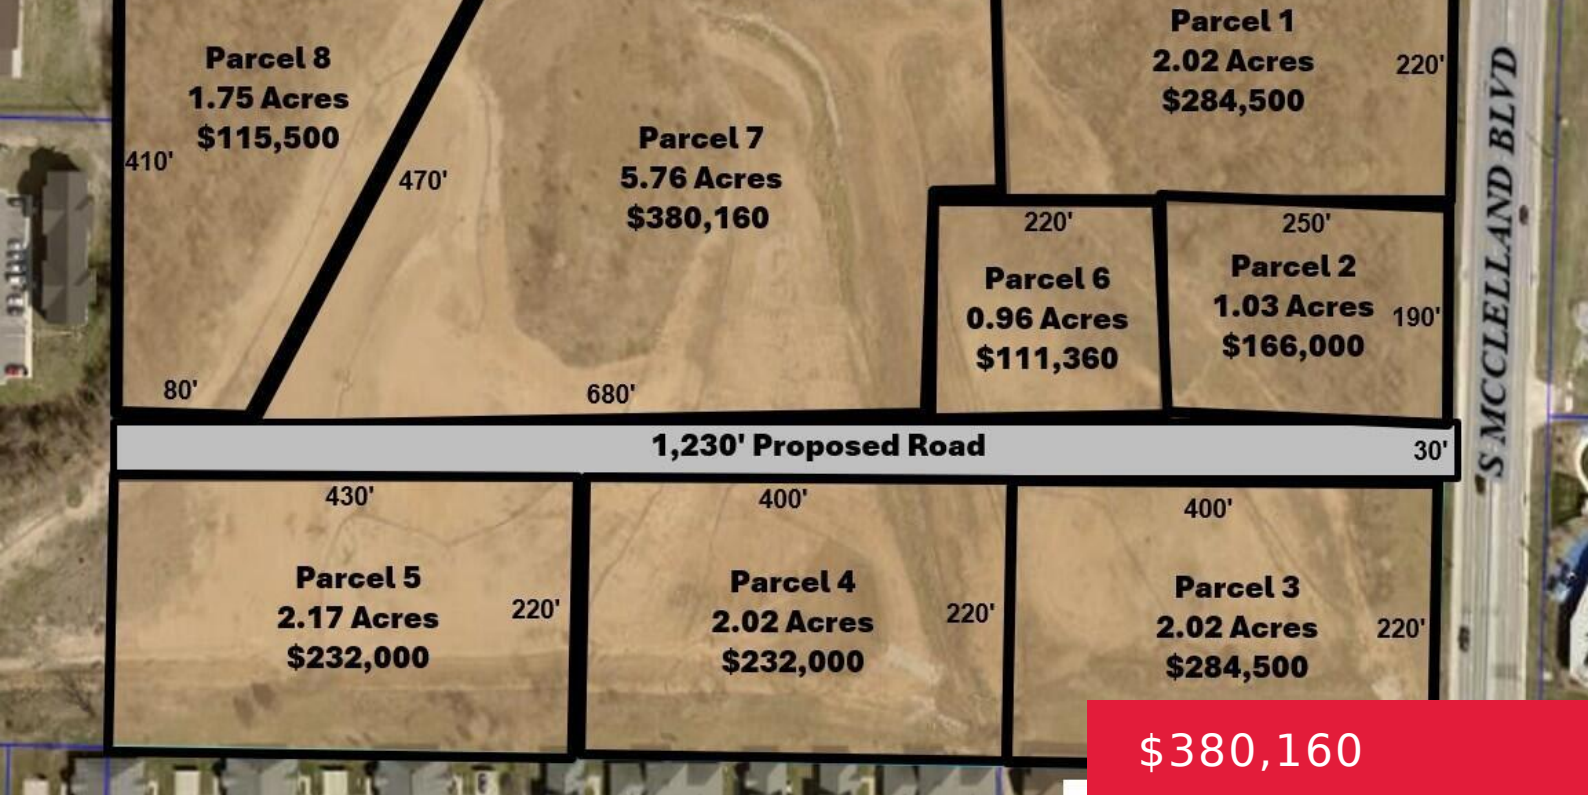 Parcel 8
1.75 Acres
$115,500
410'
80'
470'
Parcel 7
5.76 Acres
$380,160
680'
Parcel 1
2.02 Acres
$284,500
220'
220'
Parcel 6
0.96 Acres
$111,360
250'
Parcel 2
1.03 Acres
$166,000
190'
S MCCLELLAND BLVD
1,230' Proposed Road
30'
430'
Parcel 5
2.17 Acres
$232,000
220'
400'
Parcel 4
2.02 Acres
$232,000
220'
400'
Parcel 3
2.02 Acres
$284,500
220'
$380,160